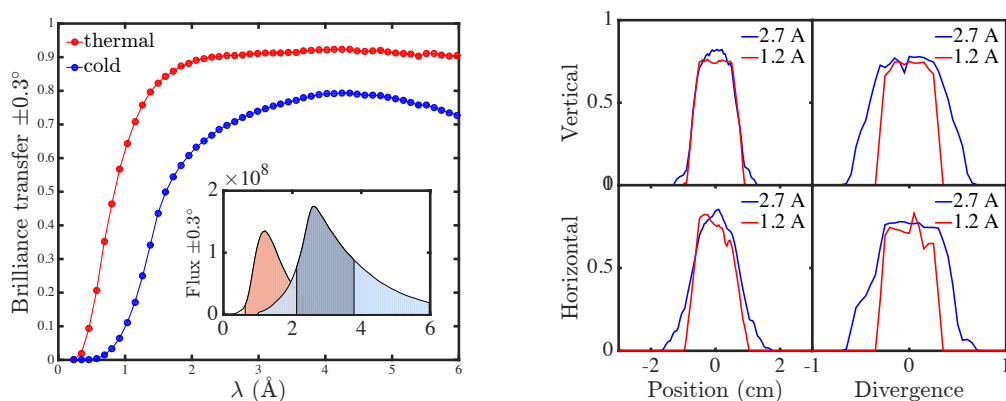 Brilliance transfer ±0.3°
1
0.9
0.8
0.7
0.6
0.5
0.4
0.3
0.2
0.1
0
thermal
cold
0 1 2 3 4 5 6
λ (Å)
×10⁸
Flux ±0.3°
2
1
0
0 2 4 6
Vertical
1
0
0
2.7 A
1.2 A
2.7 A
1.2 A
Horizontal
0.5
0
2.7 A
1.2 A
2.7 A
1.2 A
-2 0 2
-1 0 1
Position (cm)
Divergence